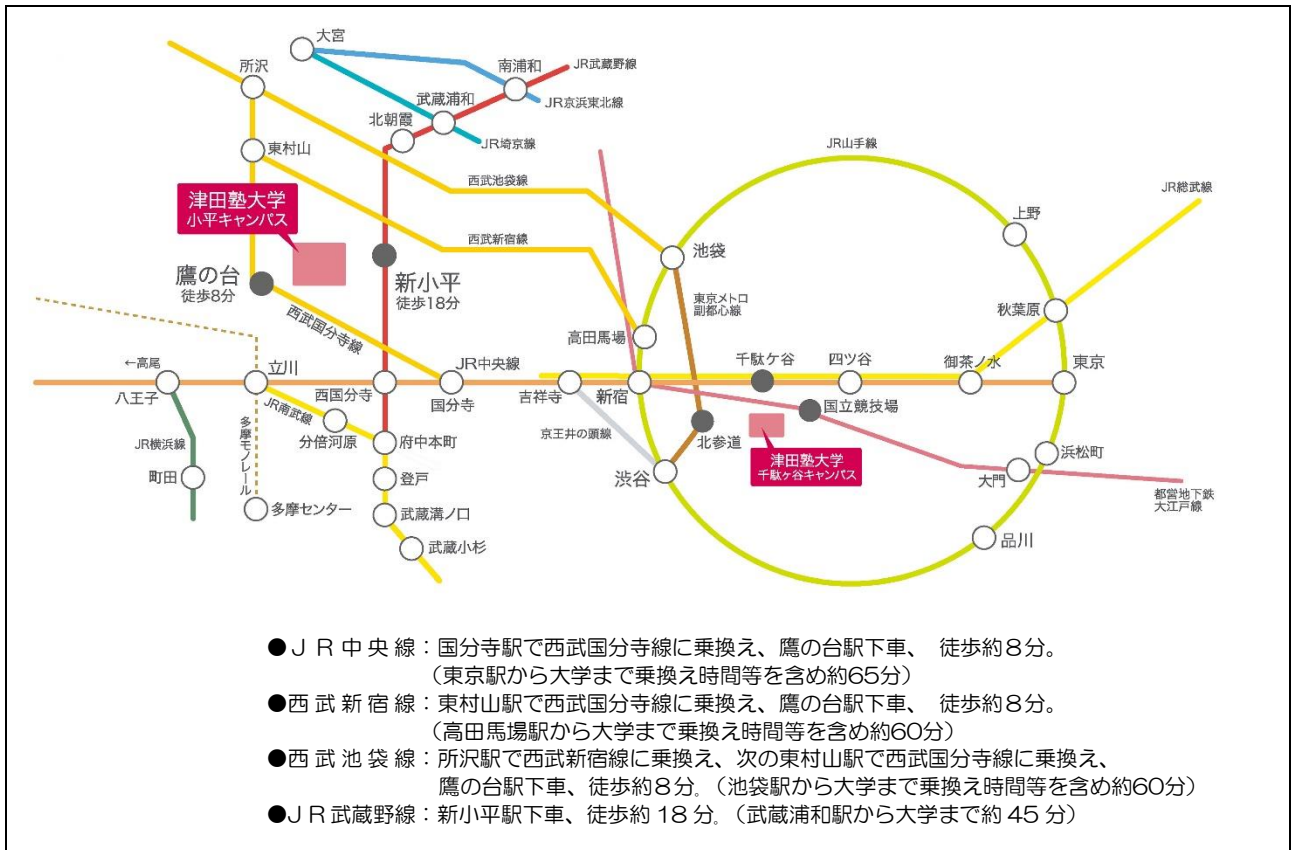 大宮
所沢
南浦和
JR武蔵野線
武蔵浦和
JR京浜東北線
北朝霞
東村山
JR埼京線
JR山手線
西武池袋線
津田塾大学
小平キャンパス
JR総武線
上野
西武新宿線
池袋
鷹の台
徒歩8分
新小平
徒歩18分
東京メトロ
副都心線
秋葉原
西武国分寺線
高田馬場
←高尾
立川
JR中央線
千駄ケ谷
四ツ谷
御茶ノ水
東京
八王子
西国分寺
国分寺
吉祥寺
新宿
国立競技場
JR南武線
分倍河原
府中本町
京王井の頭線
北参道
JR横浜線
多摩モノレール
津田塾大学
千駄ケ谷キャンパス
浜松町
町田
登戸
渋谷
大門
都営地下鉄
大江戸線
多摩センター
武蔵溝ノ口
品川
武蔵小杉
●ＪＲ中央線：国分寺駅で西武国分寺線に乗換え、鷹の台駅下車、 徒歩約８分。
（東京駅から大学まで乗換え時間等を含め約65分）
●西武新宿線：東村山駅で西武国分寺線に乗換え、鷹の台駅下車、 徒歩約８分。
（高田馬場駅から大学まで乗換え時間等を含め約60分）
●西武池袋線：所沢駅で西武新宿線に乗換え、次の東村山駅で西武国分寺線に乗換え、
鷹の台駅下車、徒歩約８分。（池袋駅から大学まで乗換え時間等を含め約60分）
●ＪＲ武蔵野線：新小平駅下車、徒歩約 18 分。（武蔵浦和駅から大学まで約 45 分）